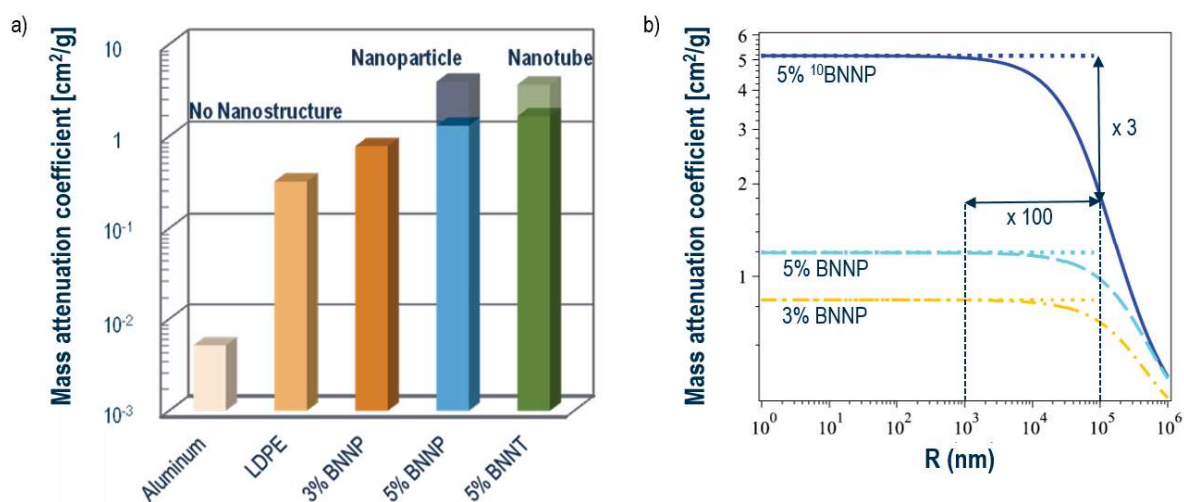 a)
Mass attenuation coefficient [cm²/g]
10
1
10⁻¹
10⁻²
10⁻³
No Nanostructure
Nanoparticle
Nanotube
Aluminum
LDPE
3% BNNP
5% BNNP
5% BNNT
b)
Mass attenuation coefficient [cm²/g]
6
5
4
3
2
1
5% ¹⁰BNNP
x 3
x 100
5% BNNP
3% BNNP
10⁰ 10¹ 10² 10³ 10⁴ 10⁵ 10⁶
R (nm)